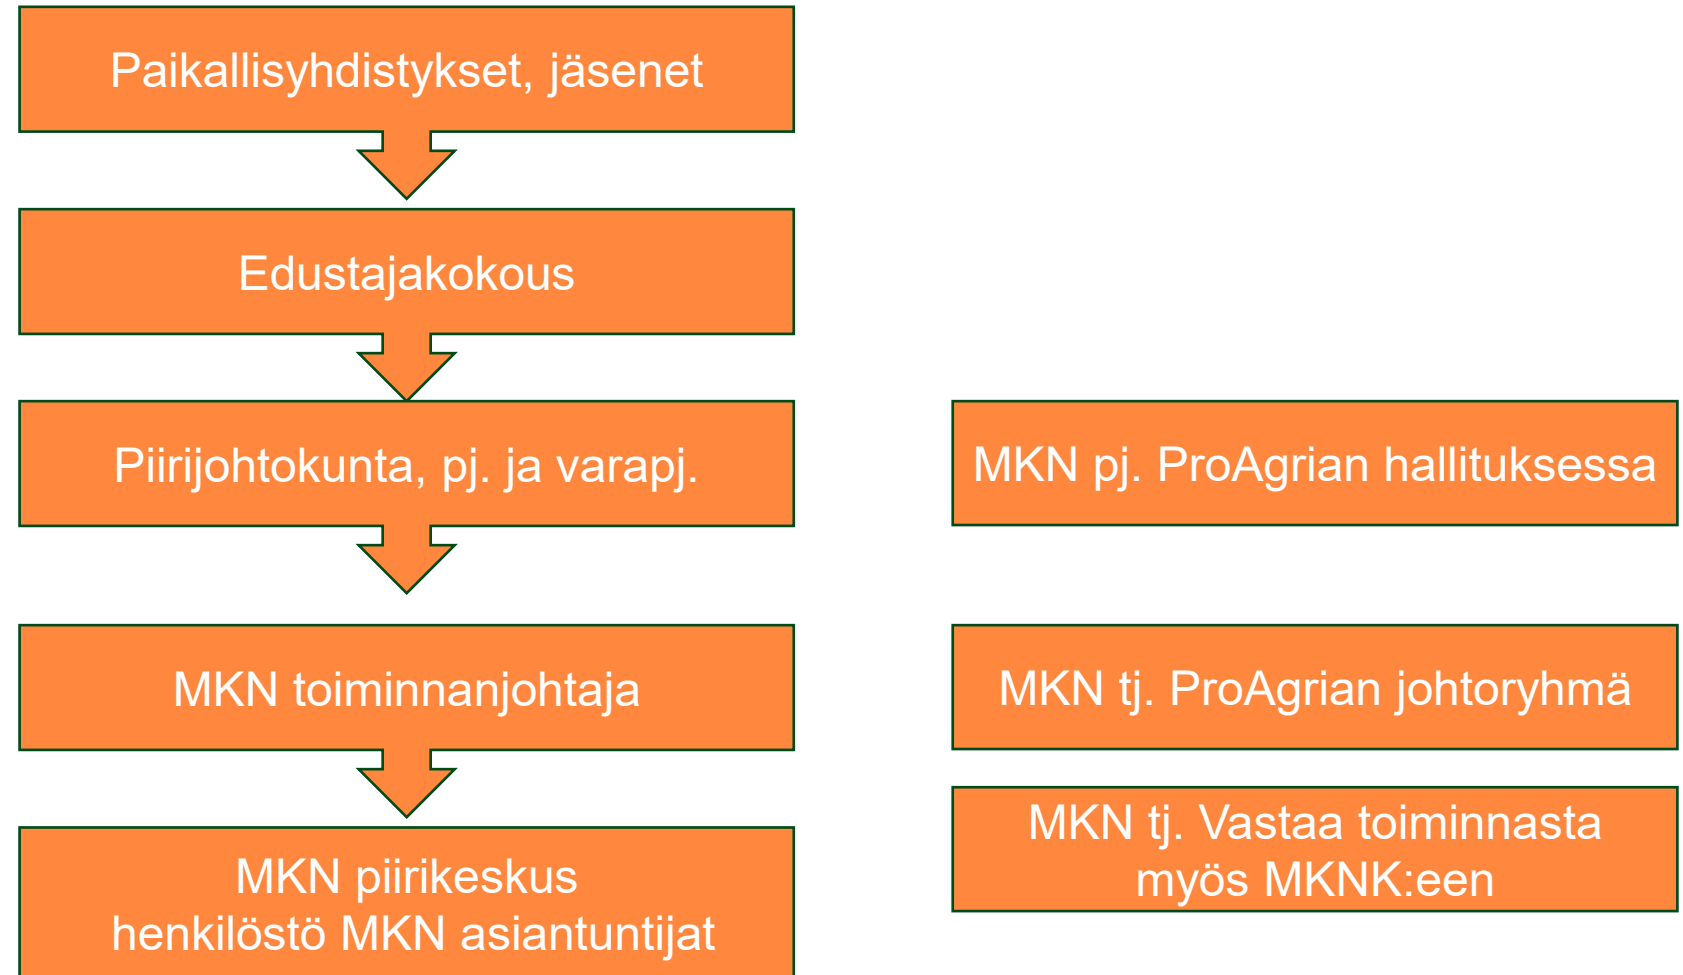 Paikallisyhdistykset, jäsenet
Edustajakokous
Piirijohtokunta, pj. ja varapj.
MKN pj. ProAgrian hallituksessa
MKN toiminnanjohtaja
MKN tj. ProAgrian johtoryhmä
MKN tj. Vastaa toiminnasta
myös MKNK:een
MKN piirikeskus
henkilöstö MKN asiantuntijat